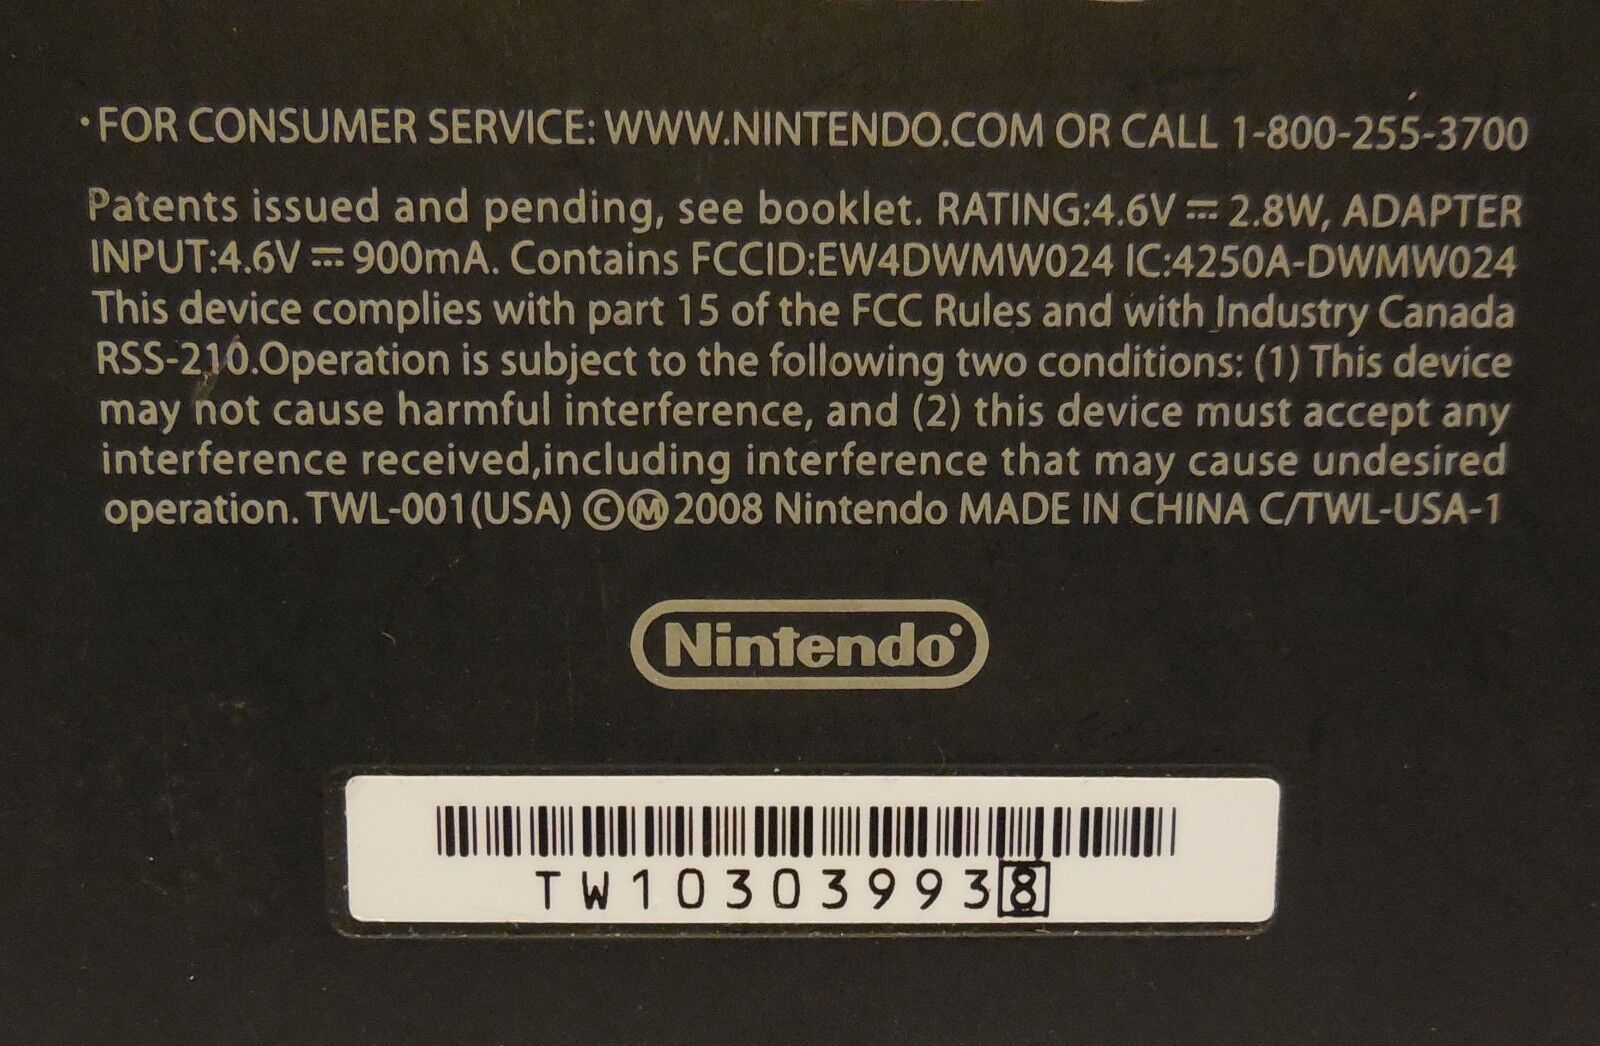 ·FOR CONSUMER SERVICE: WWW.NINTENDO.COM OR CALL 1-800-255-3700
Patents issued and pending, see booklet. RATING:4.6V ⎓ 2.8W, ADAPTER
INPUT:4.6V ⎓ 900mA. Contains FCCID:EW4DWMW024 IC:4250A-DWMW024
This device complies with part 15 of the FCC Rules and with Industry Canada
RSS-210.Operation is subject to the following two conditions: (1) This device
may not cause harmful interference, and (2) this device must accept any
interference received,including interference that may cause undesired
operation. TWL-001(USA) ©Ⓜ2008 Nintendo MADE IN CHINA C/TWL-USA-1
Nintendo®
TW103039938